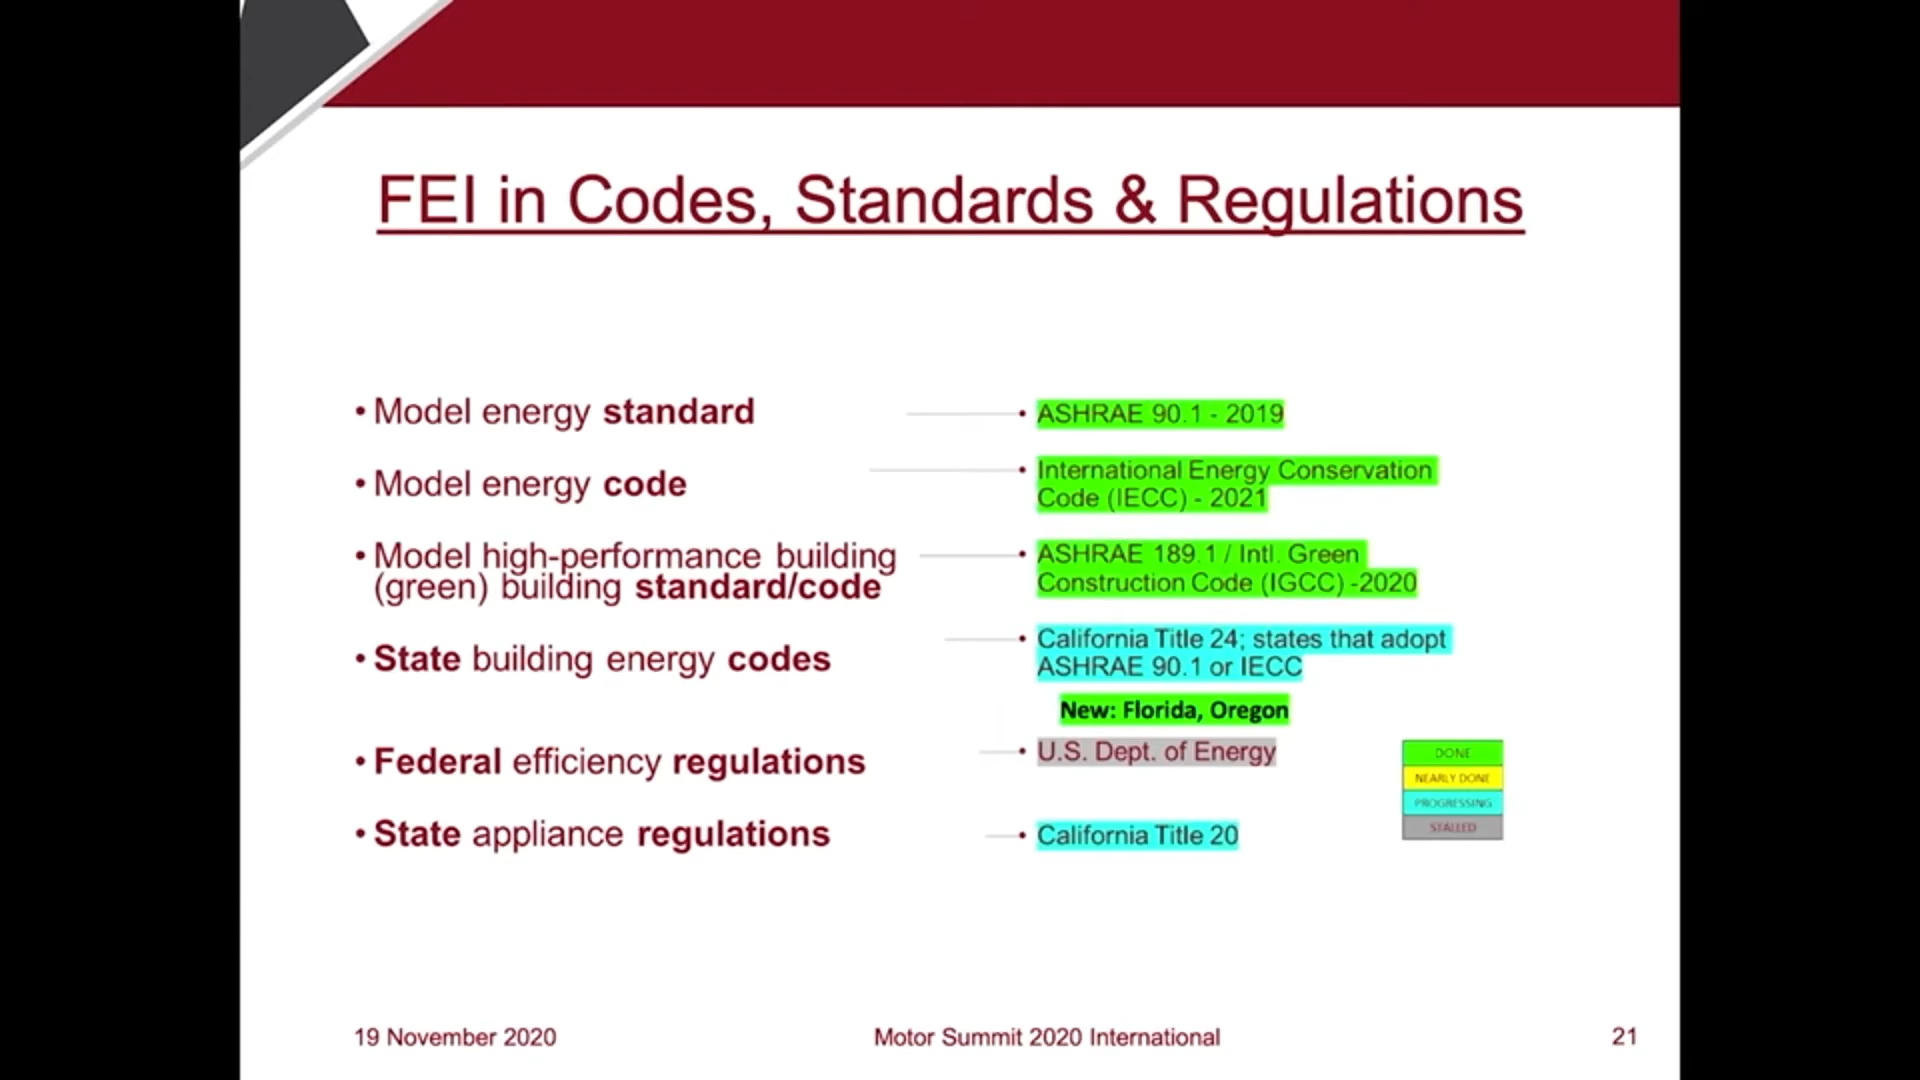 FEI in Codes, Standards & Regulations
• Model energy standard
• ASHRAE 90.1 - 2019
• Model energy code
• International Energy Conservation
Code (IECC) - 2021
• Model high-performance building
(green) building standard/code
• ASHRAE 189.1 / Intl. Green
Construction Code (IGCC) -2020
• State building energy codes
• California Title 24; states that adopt
ASHRAE 90.1 or IECC
New: Florida, Oregon
• Federal efficiency regulations
• U.S. Dept. of Energy
• State appliance regulations
• California Title 20
DONE
NEARLY DONE
PROGRESSING
STALLED
19 November 2020
Motor Summit 2020 International
21